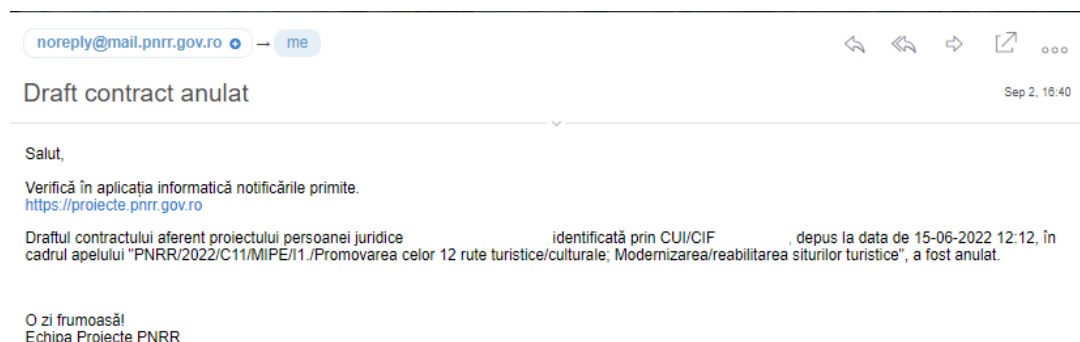 noreply@mail.pnrr.gov.ro → me
Draft contract anulat
Sep 2, 16:40
Salut,
Verifică în aplicația informatică notificările primite.
https://proiecte.pnrr.gov.ro
Draftul contractului aferent proiectului persoanei juridice identificată prin CUI/CIF , depus la data de 15-06-2022 12:12, în
cadrul apelului "PNRR/2022/C11/MIPE/I1./Promovarea celor 12 rute turistice/culturale; Modernizarea/reabilitarea siturilor turistice", a fost anulat.
O zi frumoasă!
Echipa Proiecte PNRR